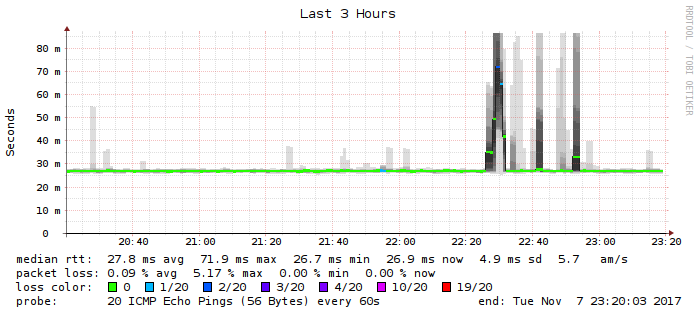 Last 3 Hours
RRDTOOL / TOBI OETIKER
Seconds
80 m
70 m
60 m
50 m
40 m
30 m
20 m
10 m
0
20:40 21:00 21:20 21:40 22:00 22:20 22:40 23:00 23:20
median rtt: 27.8 ms avg 71.9 ms max 26.7 ms min 26.9 ms now 4.9 ms sd 5.7 am/s
packet loss: 0.09 % avg 5.17 % max 0.00 % min 0.00 % now
loss color: 0 1/20 2/20 3/20 4/20 10/20 19/20
probe: 20 ICMP Echo Pings (56 Bytes) every 60s end: Tue Nov 7 23:20:03 2017